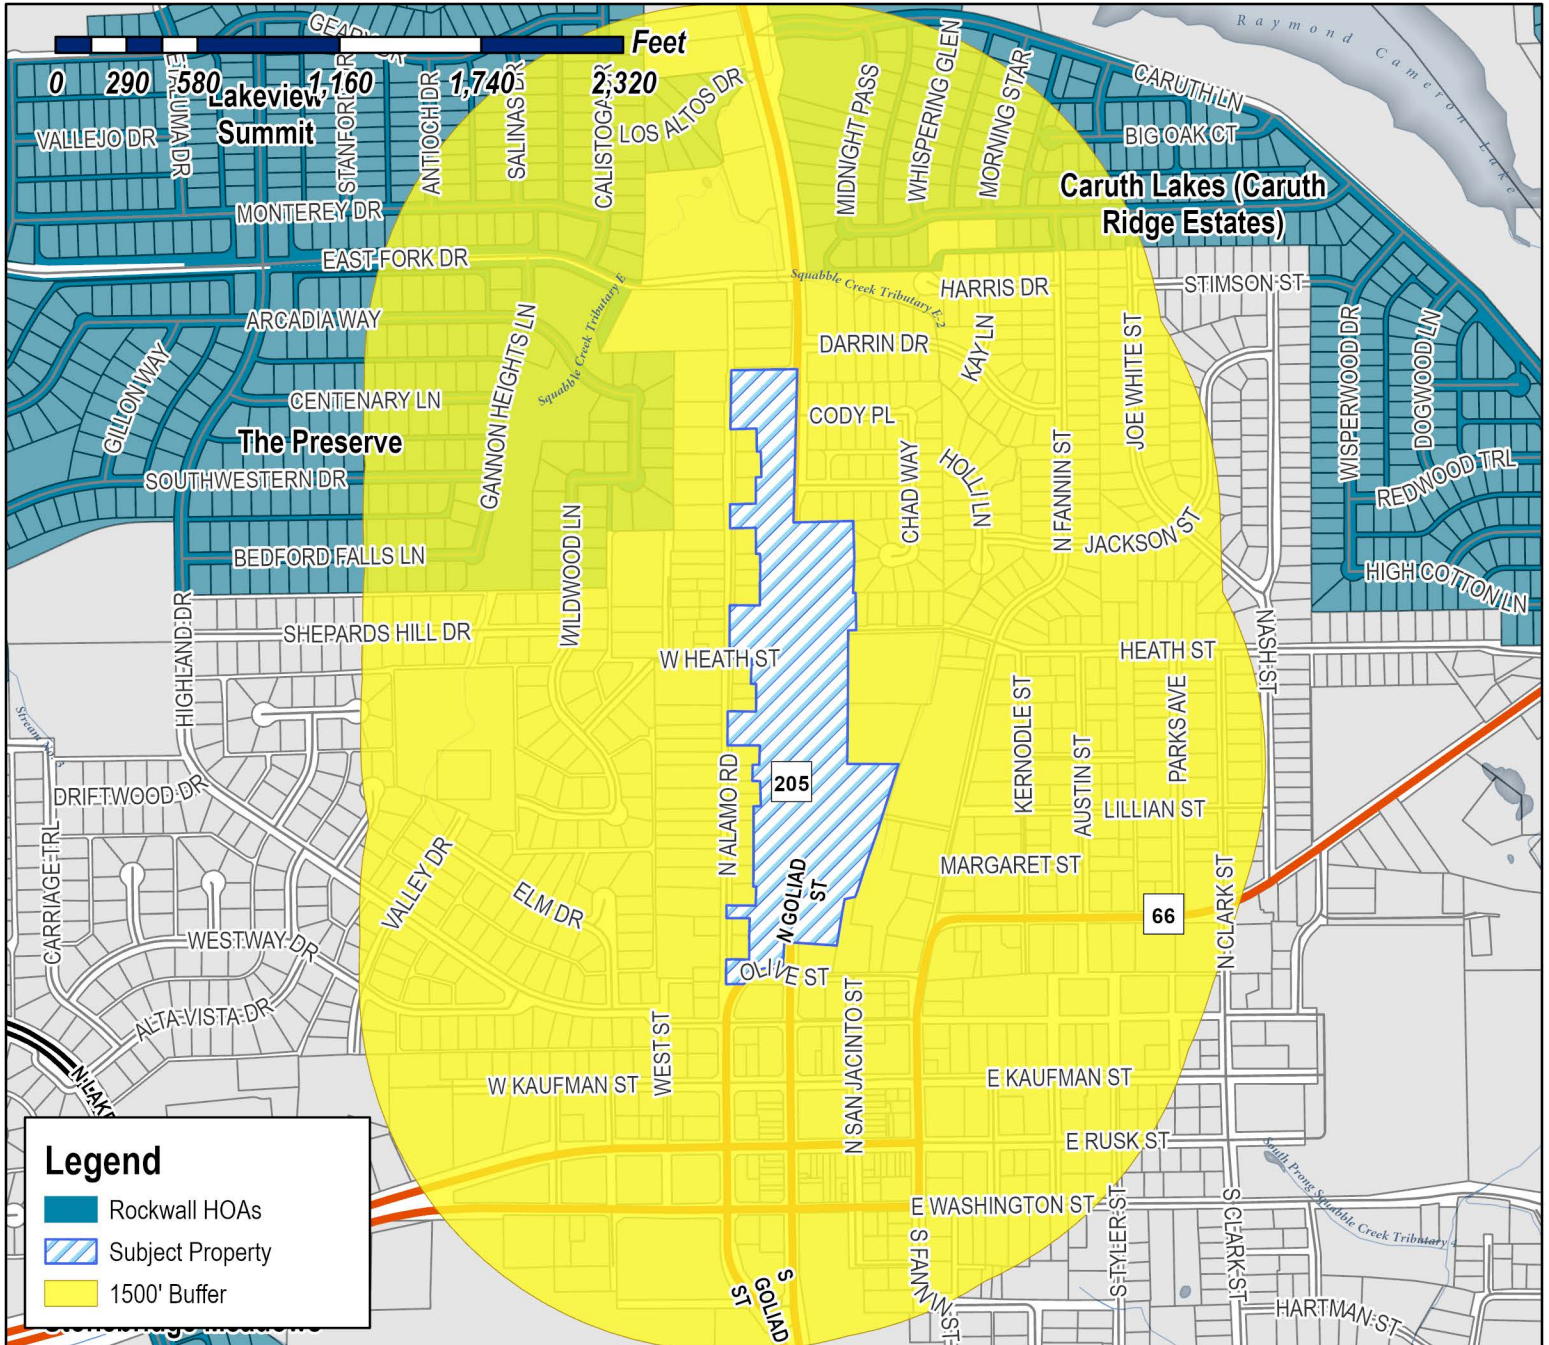 GEARY DR
Feet
0 290 580 1,160 1,740 2,320
Lakeview
Summit
VALLEJO DR
ANTIOCH DR
SALINAS DR
LOS ALTOS DR
MIDNIGHT PASS
WHISPERING GLEN
MORNING STAR
CARUTH LN
BIG OAK CT
Raymond Cameron Lake
Caruth Lakes (Caruth
Ridge Estates)
MONTEREY DR
EAST FORK DR
Squabble Creek Tributary E
Squabble Creek Tributary E-2
HARRIS DR
STIMSON ST
ARCADIA WAY
DARRIN DR
KAY LN
JOE WHITE ST
WISPERWOOD DR
DOGWOOD LN
GILLON WAY
CENTENARY LN
GANNON HEIGHTS LN
CODY PL
The Preserve
SOUTHWESTERN DR
CHAD WAY
HOLLI LN
N FANNIN ST
REDWOOD TRL
BEDFORD FALLS LN
WILDWOOD LN
JACKSON ST
HIGH COTTON LN
HIGHLAND DR
SHEPARDS HILL DR
W HEATH ST
HEATH ST
NASH ST
KERNODLE ST
AUSTIN ST
PARKS AVE
N ALAMO RD
205
DRIFTWOOD DR
LILLIAN ST
CARRIAGE TRL
VALLEY DR
ELM DR
N GOLIAD
ST
MARGARET ST
66
N CLARK ST
WESTWAY DR
OLIVE ST
ALTA VISTA DR
WEST ST
N SAN JACINTO ST
W KAUFMAN ST
E KAUFMAN ST
E RUSK ST
South Prong Squabble Creek Tributary 4
E WASHINGTON ST
S FANNIN ST
S TYLER ST
S CLARK ST
HARTMAN ST
S
GOLIAD
ST
Legend
Rockwall HOAs
Subject Property
1500' Buffer